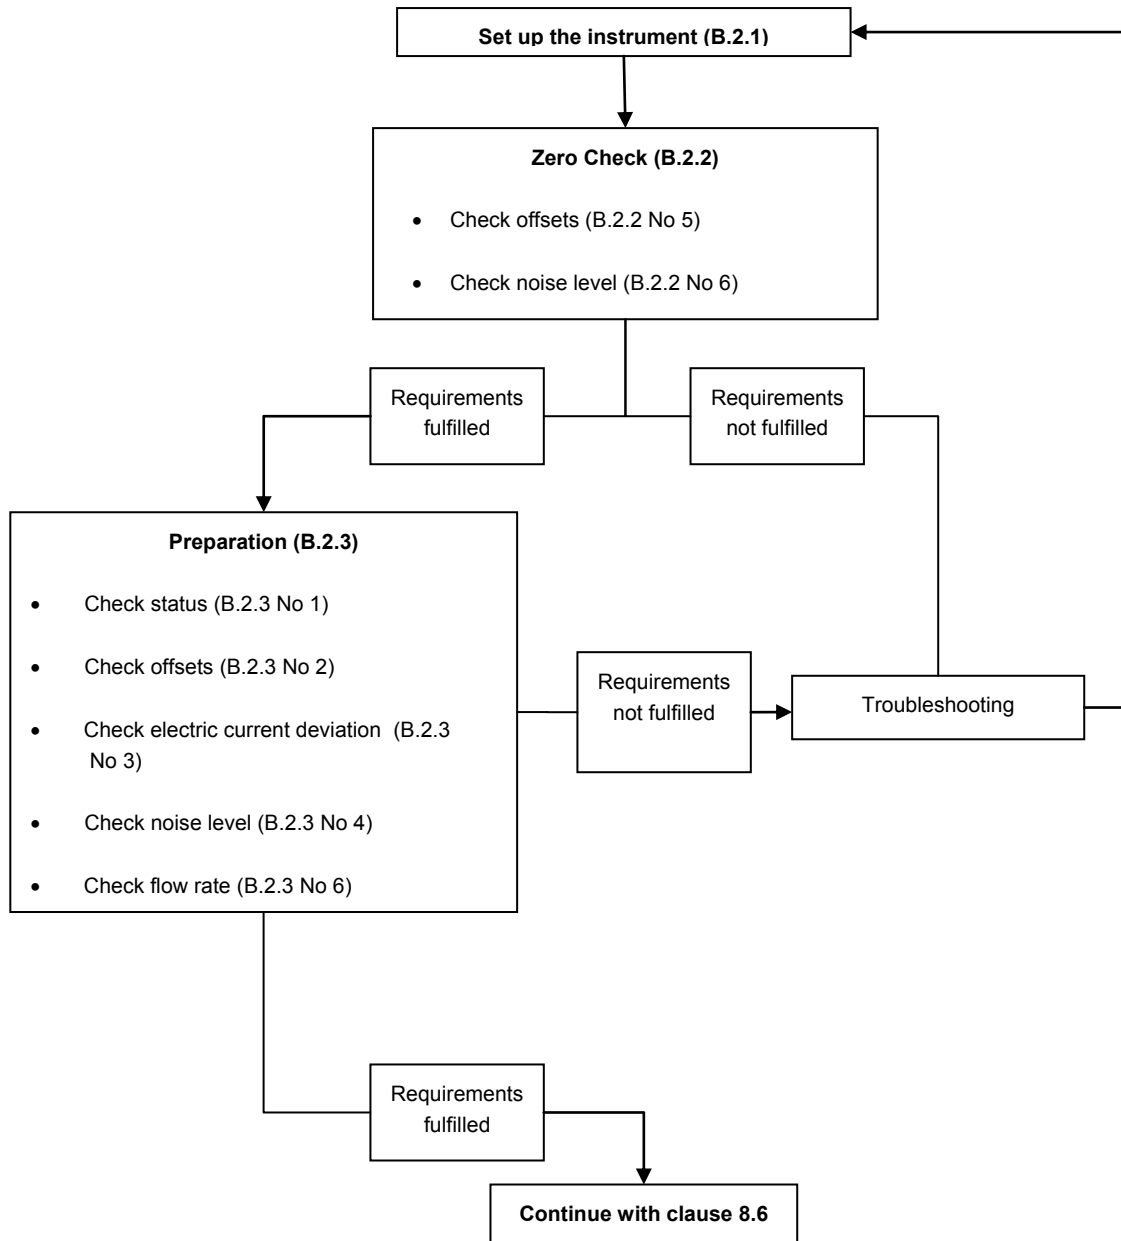 Set up the instrument (B.2.1)
Zero Check (B.2.2)
• Check offsets (B.2.2 No 5)
• Check noise level (B.2.2 No 6)
Requirements
fulfilled
Requirements
not fulfilled
Preparation (B.2.3)
• Check status (B.2.3 No 1)
• Check offsets (B.2.3 No 2)
• Check electric current deviation (B.2.3
No 3)
• Check noise level (B.2.3 No 4)
• Check flow rate (B.2.3 No 6)
Requirements
not fulfilled
Troubleshooting
Requirements
fulfilled
Continue with clause 8.6